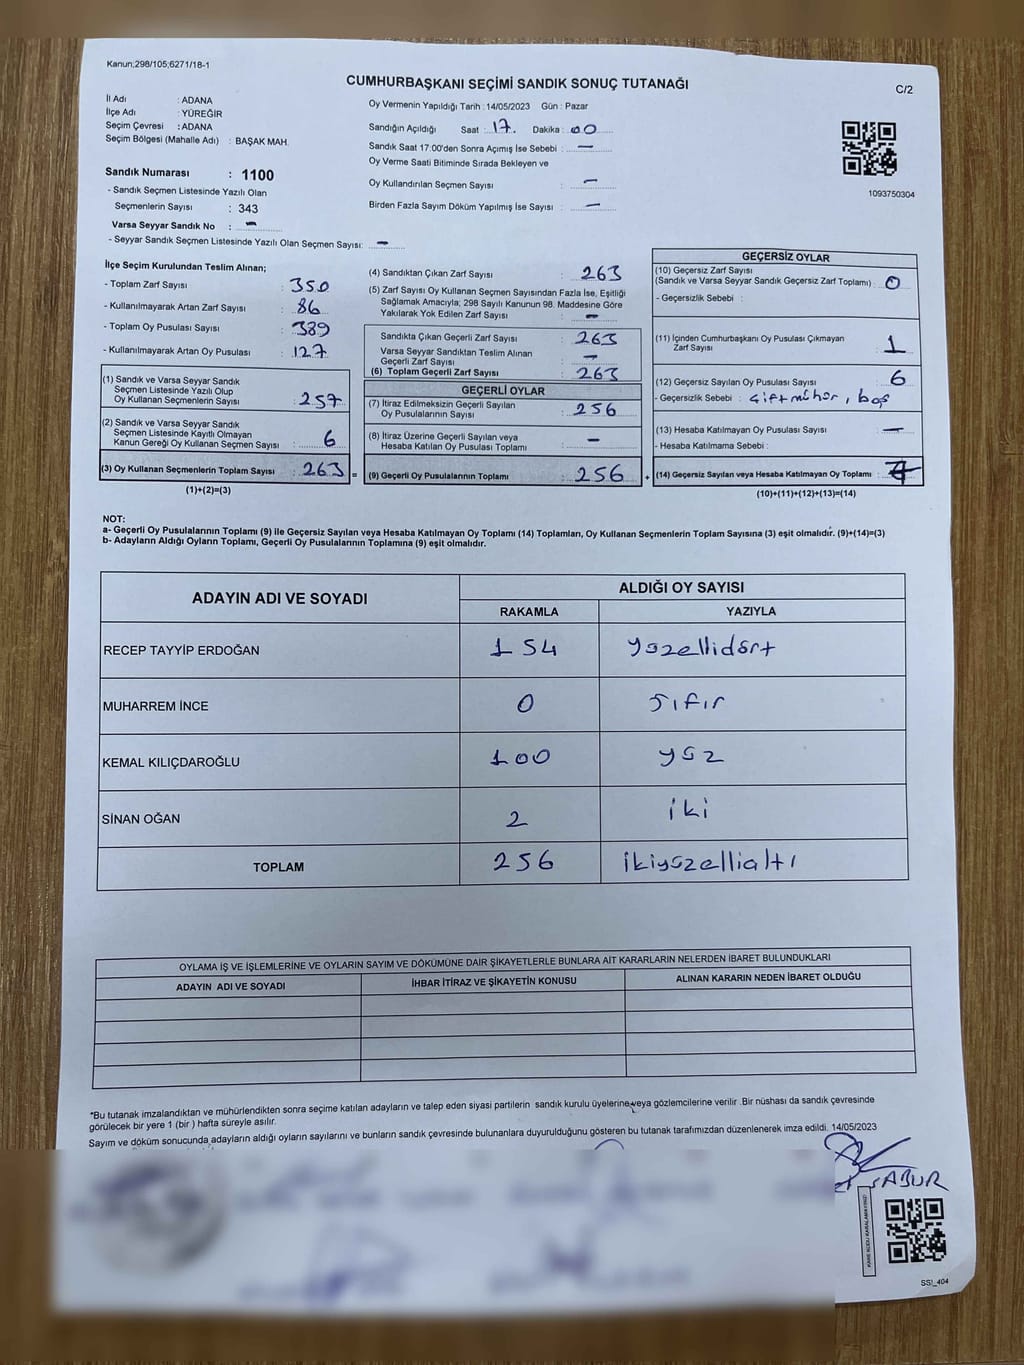 Kanun;298/105;6271/18-1
CUMHURBAŞKANI SEÇİMİ SANDIK SONUÇ TUTANAĞI
C/2
İl Adı : ADANA
İlçe Adı : YÜREĞİR
Seçim Çevresi : ADANA
Seçim Bölgesi (Mahalle Adı) : BAŞAK MAH.
Sandık Numarası : 1100
- Sandık Seçmen Listesinde Yazılı Olan
Seçmenlerin Sayısı : 343
Varsa Seyyar Sandık No : -
- Seyyar Sandık Seçmen Listesinde Yazılı Olan Seçmen Sayısı: -
Oy Vermenin Yapıldığı Tarih : 14/05/2023 Gün : Pazar
Sandığın Açıldığı Saat : 17. Dakika : 00
Sandık Saat 17:00'den Sonra Açımış İse Sebebi : -
Oy Verme Saati Bitiminde Sırada Bekleyen ve
Oy Kullandırılan Seçmen Sayısı : -
Birden Fazla Sayım Döküm Yapılmış İse Sayısı : -
1093750304
İlçe Seçim Kurulundan Teslim Alınan;
- Toplam Zarf Sayısı : 350
- Kullanılmayarak Artan Zarf Sayısı : 86
- Toplam Oy Pusulası Sayısı : 389
- Kullanılmayarak Artan Oy Pusulası : 127
(1) Sandık ve Varsa Seyyar Sandık
Seçmen Listesinde Yazılı Olup
Oy Kullanan Seçmenlerin Sayısı : 257
(2) Sandık ve Varsa Seyyar Sandık
Seçmen Listesinde Kayıtlı Olmayan
Kanun Gereği Oy Kullanan Seçmen Sayısı : 6
(3) Oy Kullanan Seçmenlerin Toplam Sayısı : 263
(1)+(2)=(3)
(4) Sandıktan Çıkan Zarf Sayısı : 263
(5) Zarf Sayısı Oy Kullanan Seçmen Sayısından Fazla İse, Eşitliği
Sağlamak Amacıyla; 298 Sayılı Kanunun 98. Maddesine Göre
Yakılarak Yok Edilen Zarf Sayısı : -
Sandıkta Çıkan Geçerli Zarf Sayısı : 263
Varsa Seyyar Sandıktan Teslim Alınan
Geçerli Zarf Sayısı : -
(6) Toplam Geçerli Zarf Sayısı : 263
GEÇERLİ OYLAR
(7) İtiraz Edilmeksizin Geçerli Sayılan
Oy Pusulalarının Sayısı : 256
(8) İtiraz Üzerine Geçerli Sayılan veya
Hesaba Katılan Oy Pusulası Toplamı : -
= (9) Geçerli Oy Pusulalarının Toplamı : 256
GEÇERSİZ OYLAR
(10) Geçersiz Zarf Sayısı
(Sandık ve Varsa Seyyar Sandık Geçersiz Zarf Toplamı) : 0
- Geçersizlik Sebebi :
(11) İçinden Cumhurbaşkanı Oy Pusulası Çıkmayan
Zarf Sayısı : 1
(12) Geçersiz Sayılan Oy Pusulası Sayısı : 6
- Geçersizlik Sebebi : çift mühür, boş
(13) Hesaba Katılmayan Oy Pusulası Sayısı : -
- Hesaba Katılmama Sebebi :
+ (14) Geçersiz Sayılan veya Hesaba Katılmayan Oy Toplamı : 7
(10)+(11)+(12)+(13)=(14)
NOT:
a- Geçerli Oy Pusulalarının Toplamı (9) ile Geçersiz Sayılan veya Hesaba Katılmayan Oy Toplamı (14) Toplamları, Oy Kullanan Seçmenlerin Toplam Sayısına (3) eşit olmalıdır. (9)+(14)=(3)
b- Adayların Aldığı Oyların Toplamı, Geçerli Oy Pusulalarının Toplamına (9) eşit olmalıdır.
ADAYIN ADI VE SOYADI
ALDIĞI OY SAYISI
RAKAMLA YAZIYLA
RECEP TAYYİP ERDOĞAN 154 yüzellidört
MUHARREM İNCE 0 sıfır
KEMAL KILIÇDAROĞLU 100 yüz
SİNAN OĞAN 2 iki
TOPLAM 256 ikiyüzellialtı
OYLAMA İŞ VE İŞLEMLERİNE VE OYLARIN SAYIM VE DÖKÜMÜNE DAİR ŞİKAYETLERLE BUNLARA AİT KARARLARIN NELERDEN İBARET BULUNDUKLARI
ADAYIN ADI VE SOYADI İHBAR İTİRAZ VE ŞİKAYETİN KONUSU ALINAN KARARIN NEDEN İBARET OLDUĞU
*Bu tutanak imzalandıktan ve mühürlendikten sonra seçime katılan adayların ve talep eden siyasi partilerin sandık kurulu üyelerine veya gözlemcilerine verilir .Bir nüshası da sandık çevresinde
görülecek bir yere 1 (bir ) hafta süreyle asılır.
Sayım ve döküm sonucunda adayların aldığı oyların sayılarını ve bunların sandık çevresinde bulunanlara duyurulduğunu gösteren bu tutanak tarafımızdan düzenlenerek imza edildi. 14/05/2023
SABUR
SSI_404